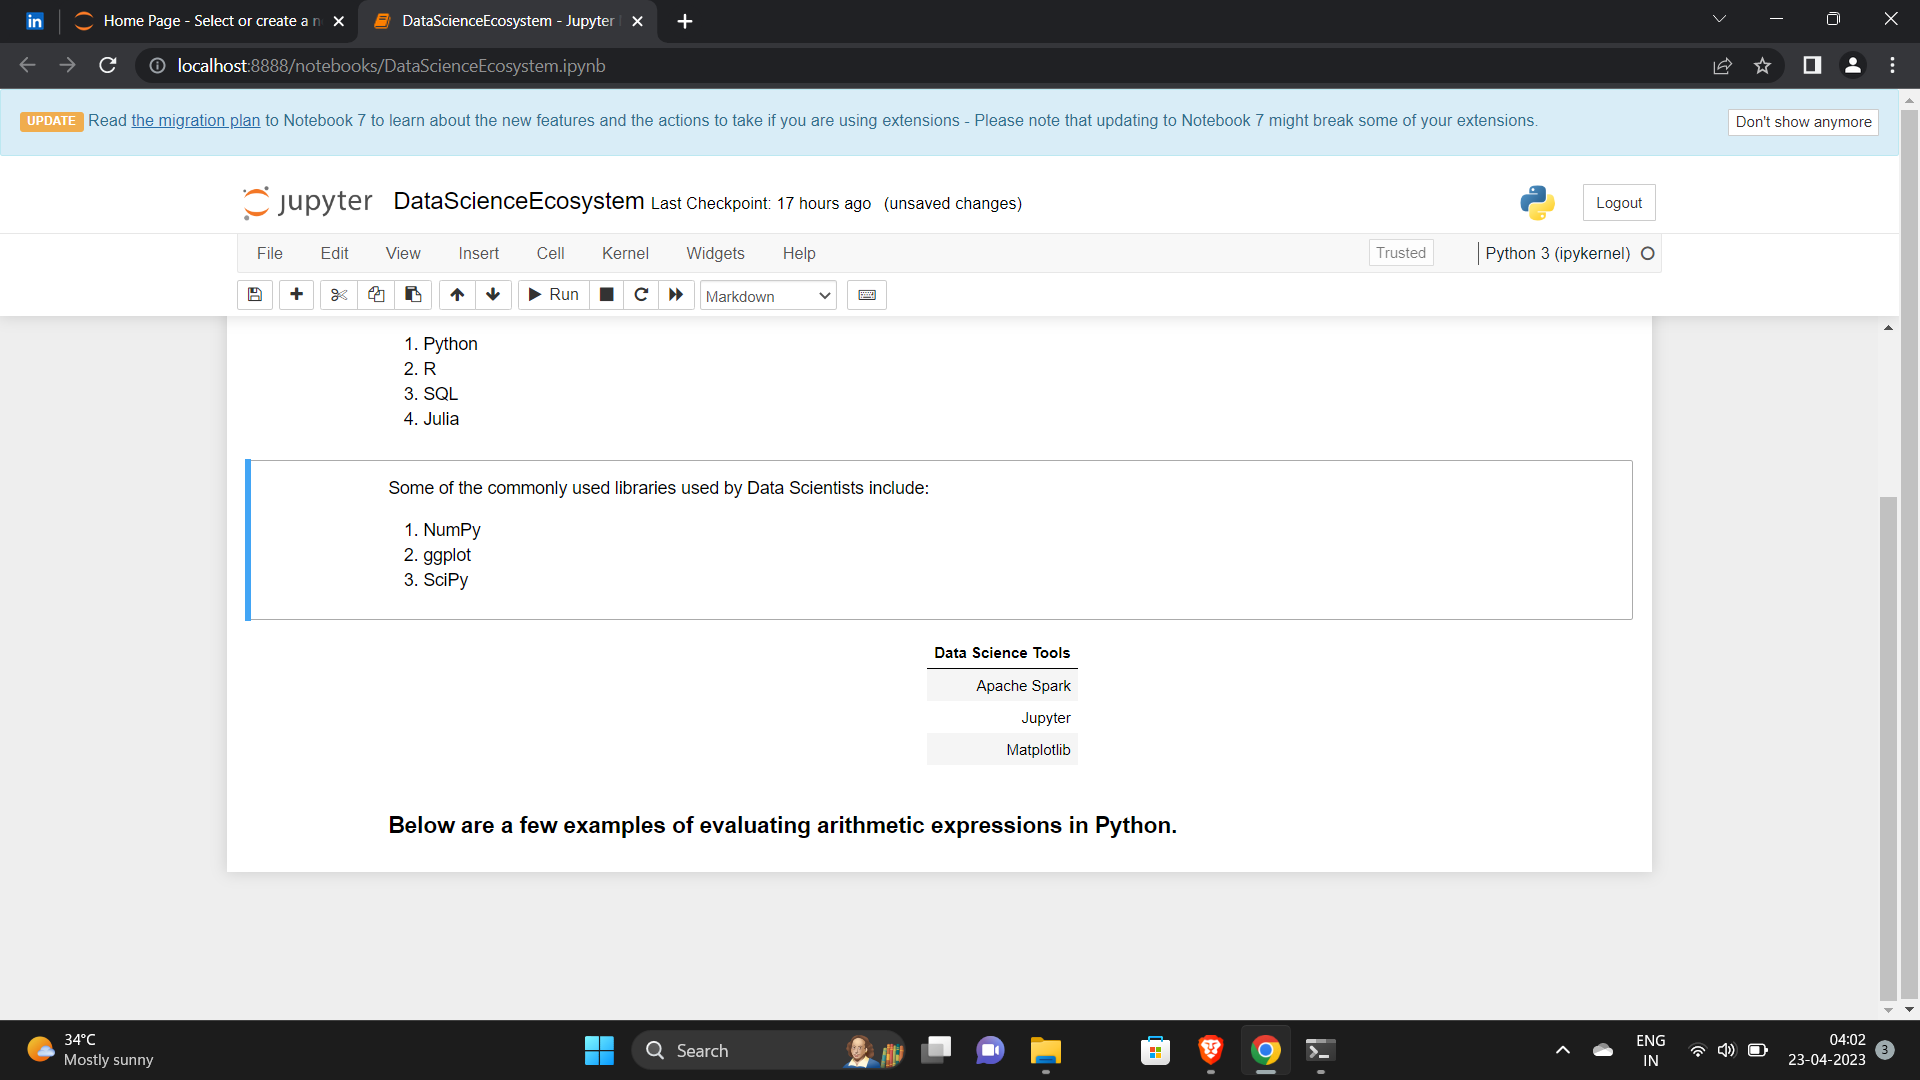 in
Home Page - Select or create a n
DataScienceEcosystem - Jupyter
localhost:8888/notebooks/DataScienceEcosystem.ipynb
UPDATE Read the migration plan to Notebook 7 to learn about the new features and the actions to take if you are using extensions - Please note that updating to Notebook 7 might break some of your extensions.
Don't show anymore
jupyter DataScienceEcosystem Last Checkpoint: 17 hours ago (unsaved changes)
Logout
File Edit View Insert Cell Kernel Widgets Help
Trusted
Python 3 (ipykernel)
Run
Markdown
1. Python
2. R
3. SQL
4. Julia
Some of the commonly used libraries used by Data Scientists include:
1. NumPy
2. ggplot
3. SciPy
Data Science Tools
Apache Spark
Jupyter
Matplotlib
Below are a few examples of evaluating arithmetic expressions in Python.
34°C
Mostly sunny
Search
ENG
IN
04:02
23-04-2023
3